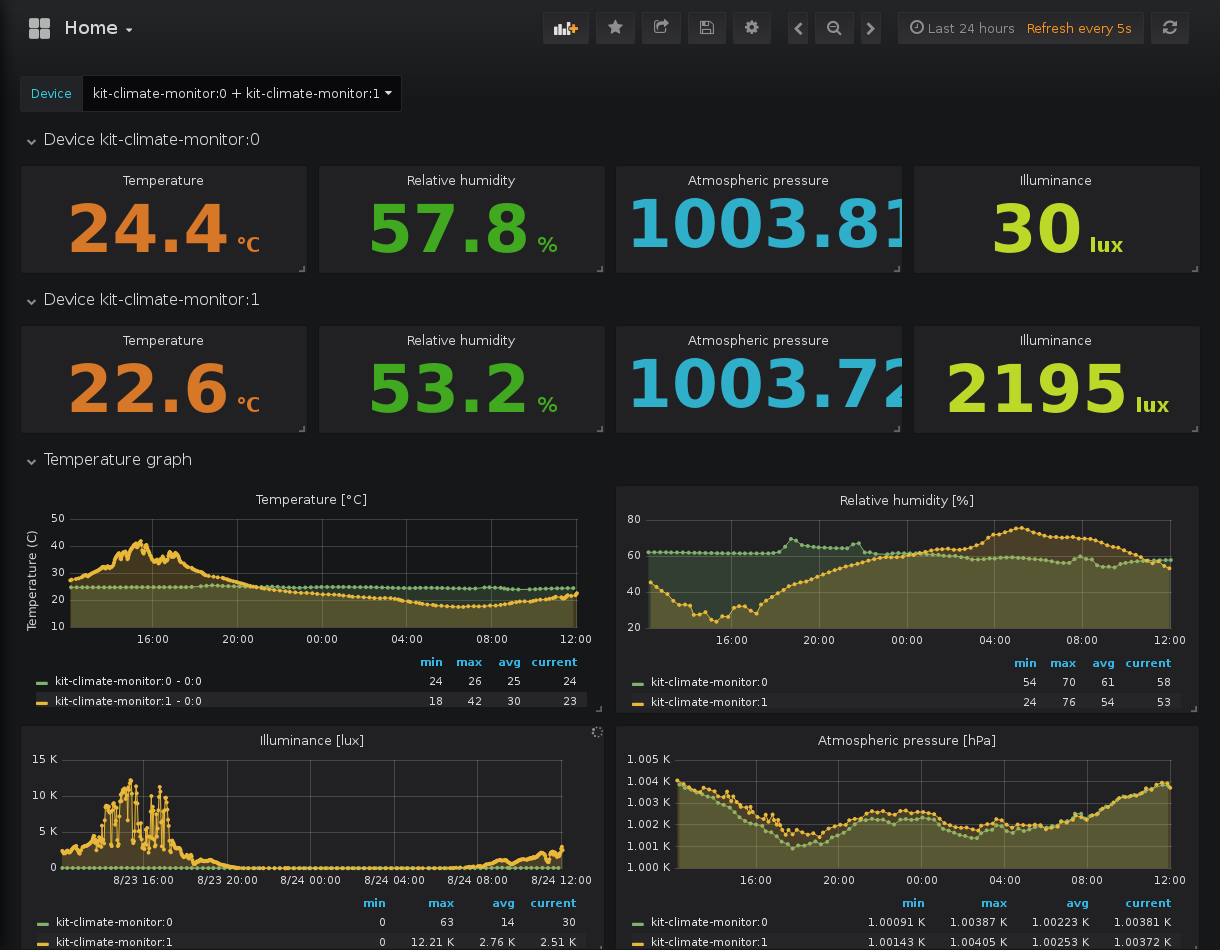 Home
Last 24 hours Refresh every 5s
Device kit-climate-monitor:0 + kit-climate-monitor:1
Device kit-climate-monitor:0
Temperature Relative humidity Atmospheric pressure Illuminance
24.4 °C 57.8 % 1003.81 30 lux
Device kit-climate-monitor:1
Temperature Relative humidity Atmospheric pressure Illuminance
22.6 °C 53.2 % 1003.72 2195 lux
Temperature graph
Temperature [°C]
Temperature (C)
50
40
30
20
10
16:00 20:00 00:00 04:00 08:00 12:00
min max avg current
kit-climate-monitor:0 - 0:0 24 26 25 24
kit-climate-monitor:1 - 0:0 18 42 30 23
Relative humidity [%]
80
60
40
20
16:00 20:00 00:00 04:00 08:00 12:00
min max avg current
kit-climate-monitor:0 54 70 61 58
kit-climate-monitor:1 24 76 54 53
Illuminance [lux]
15 K
10 K
5 K
0
8/23 16:00 8/23 20:00 8/24 00:00 8/24 04:00 8/24 08:00 8/24 12:00
min max avg current
kit-climate-monitor:0 0 63 14 30
kit-climate-monitor:1 0 12.21 K 2.76 K 2.51 K
Atmospheric pressure [hPa]
1.005 K
1.004 K
1.003 K
1.002 K
1.001 K
1.000 K
16:00 20:00 00:00 04:00 08:00 12:00
min max avg current
kit-climate-monitor:0 1.00091 K 1.00387 K 1.00223 K 1.00381 K
kit-climate-monitor:1 1.00143 K 1.00405 K 1.00253 K 1.00372 K